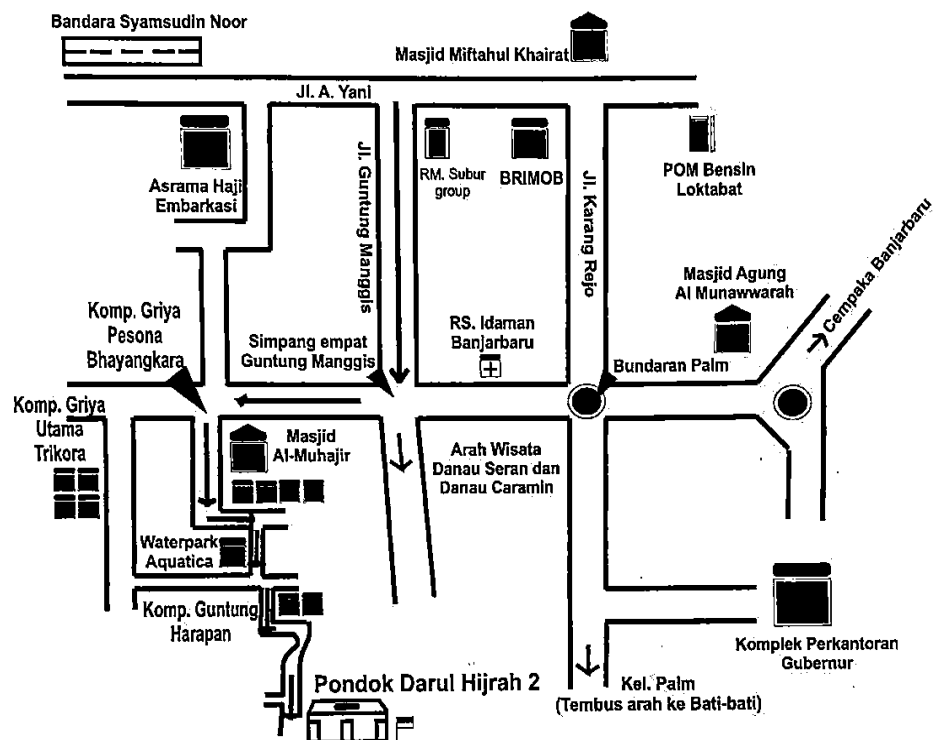 Bandara Syamsudin Noor
Masjid Miftahul Khairat
Jl. A. Yani
Asrama Haji
Embarkasi
Jl. Guntung Manggis
RM. Subur
group
BRIMOB
Jl. Karang Rejo
POM Bensin
Loktabat
Cempaka Banjarbaru
Masjid Agung
Al Munawwarah
Komp. Griya
Pesona
Bhayangkara
Simpang empat
Guntung Manggis
RS. Idaman
Banjarbaru
Bundaran Palm
Komp. Griya
Utama
Trikora
Masjid
Al-Muhajir
Arah Wisata
Danau Seran dan
Danau Caramin
Waterpark
Aquatica
Komp. Guntung
Harapan
Komplek Perkantoran
Gubernur
Pondok Darul Hijrah 2
Kel. Palm
(Tembus arah ke Bati-bati)